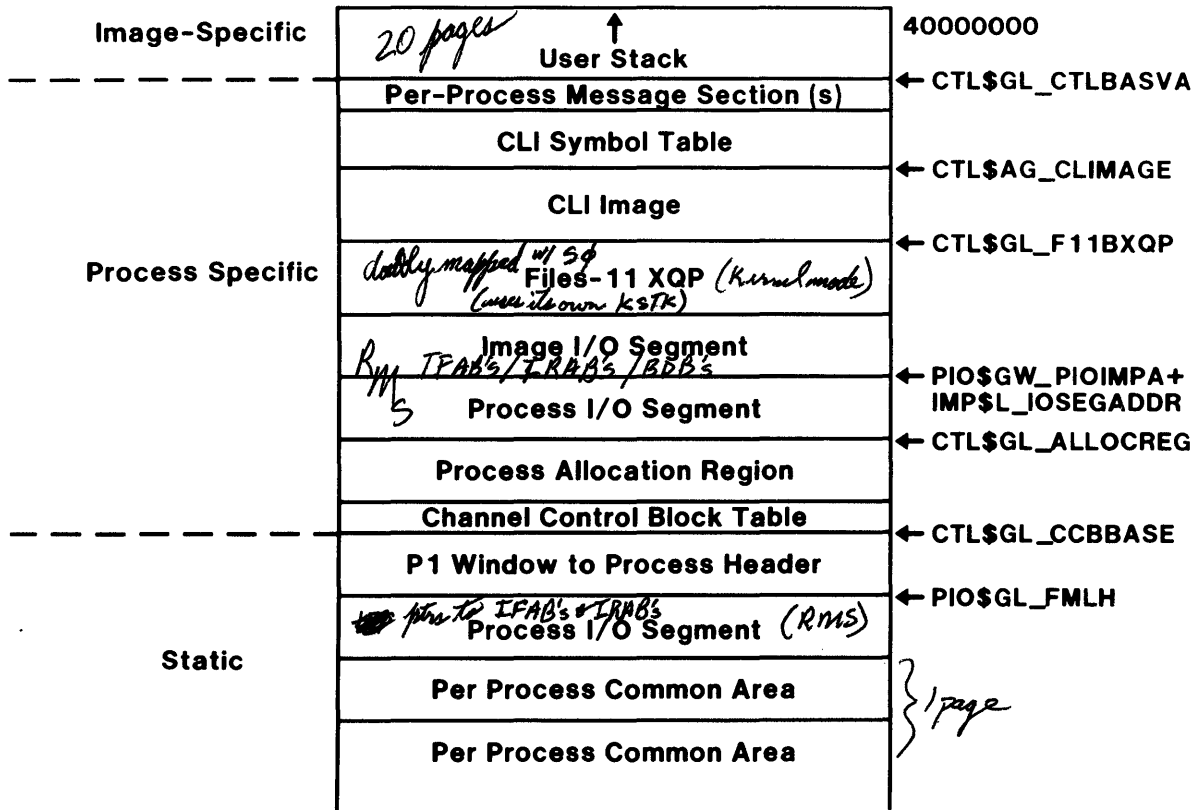 Image-Specific
20 pages
User Stack
40000000
CTL$GL_CTLBASVA
Per-Process Message Section (s)
CLI Symbol Table
CTL$AG_CLIMAGE
CLI Image
CTL$GL_F11BXQP
Process Specific
doubly mapped w/ SØ
Files-11 XQP (Kernel mode)
(uses its own KSTK)
Image I/O Segment
RMS IFAB's/IRAB's/BDB's
PIO$GW_PIOIMPA+
IMP$L_IOSEGADDR
Process I/O Segment
CTL$GL_ALLOCREG
Process Allocation Region
Channel Control Block Table
CTL$GL_CCBBASE
P1 Window to Process Header
PIO$GL_FMLH
ptrs to IFAB's & IRAB's
Process I/O Segment (RMS)
Static
Per Process Common Area
1 page
Per Process Common Area